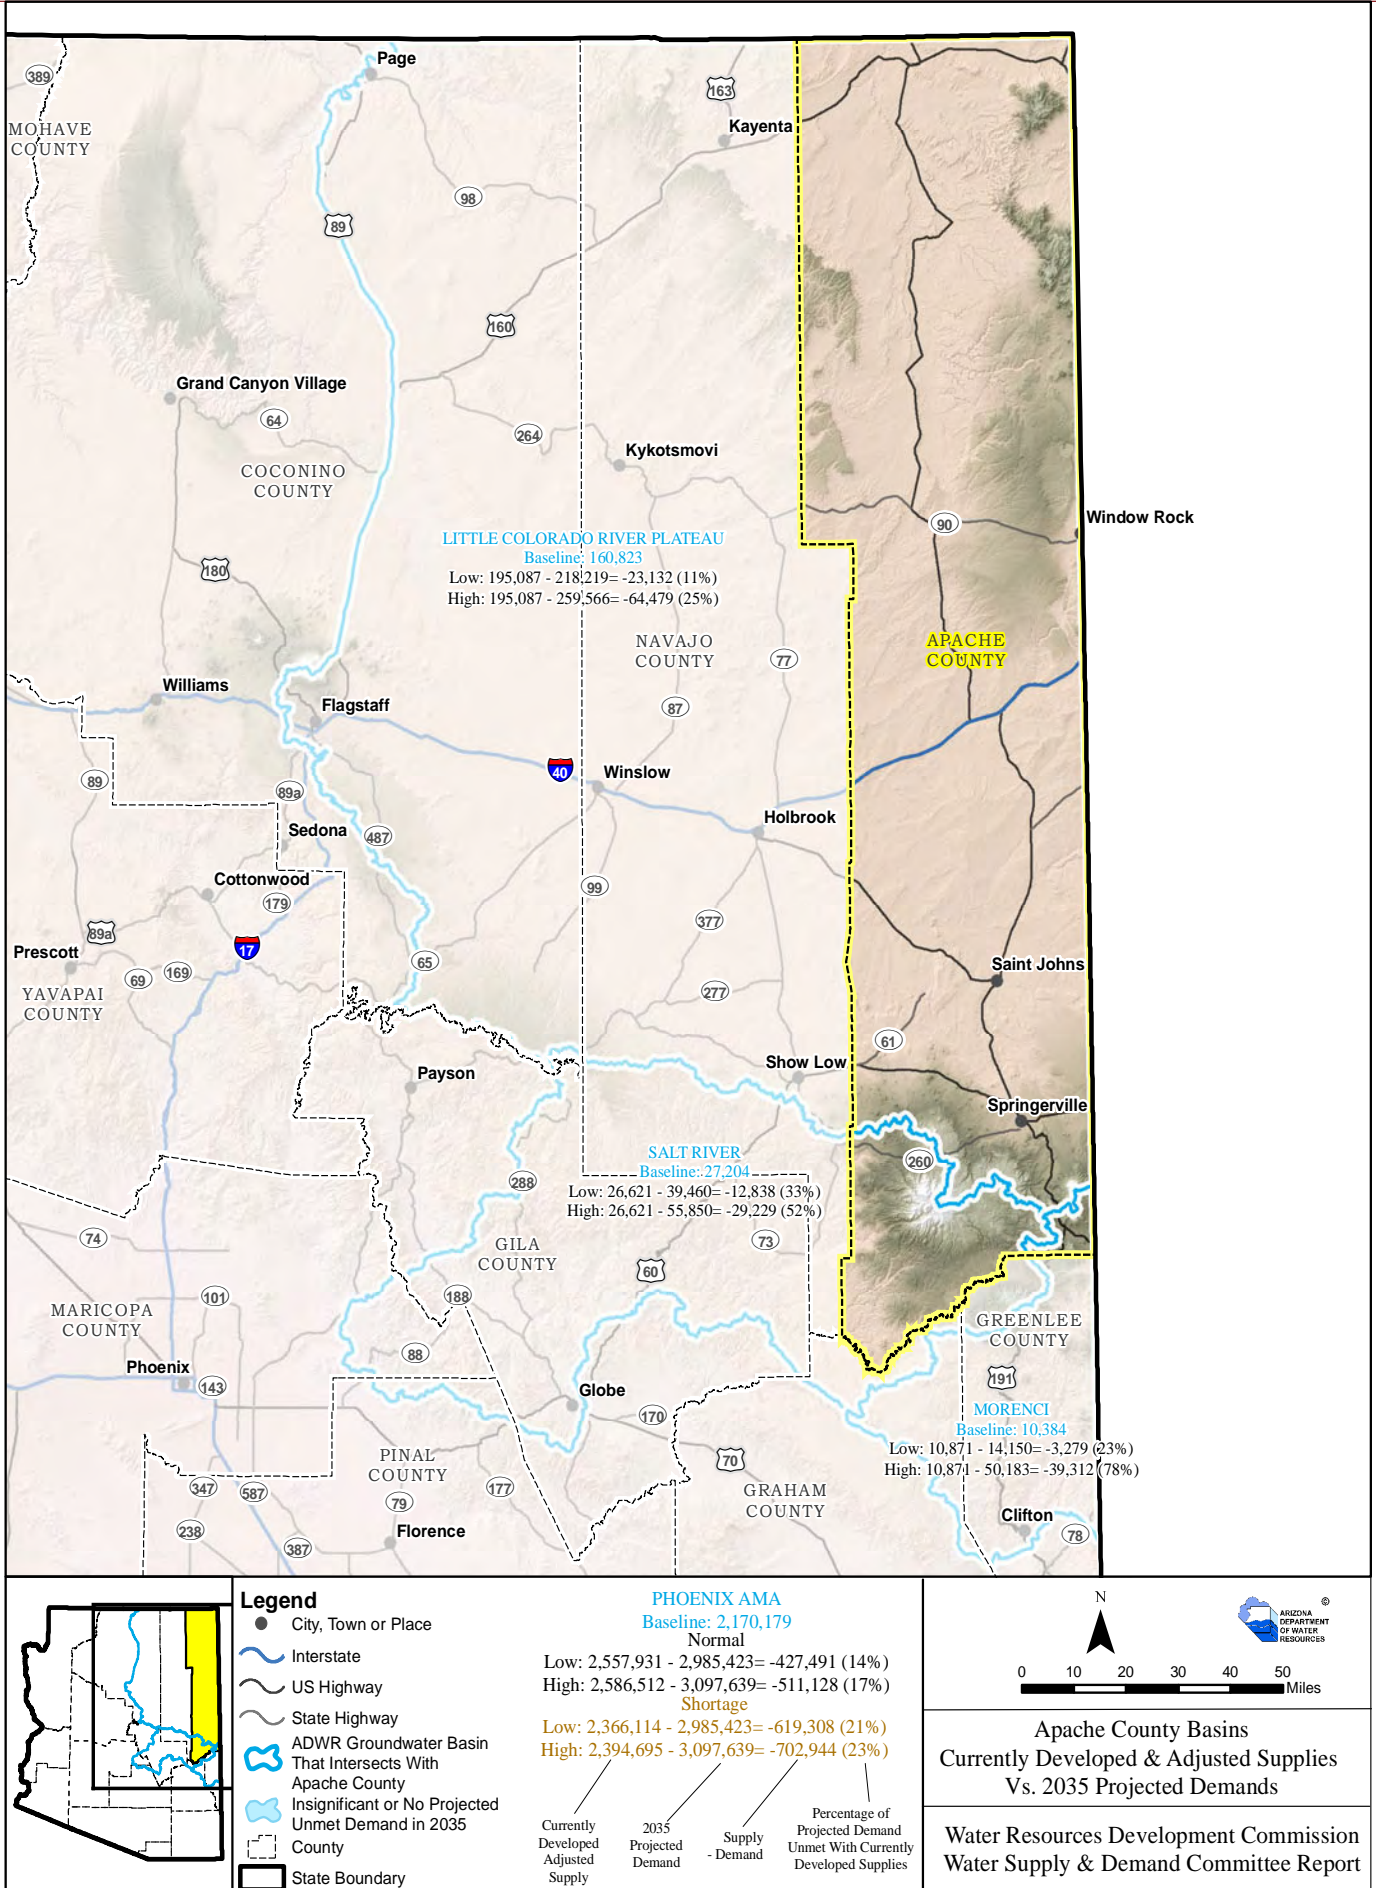 Page
389
163
MOHAVE
COUNTY
Kayenta
98
89
160
Grand Canyon Village
64
264
Kykotsmovi
COCONINO
COUNTY
90
Window Rock
LITTLE COLORADO RIVER PLATEAU
Baseline: 160,823
Low: 195,087 - 218,219= -23,132 (11%)
High: 195,087 - 259,566= -64,479 (25%)
180
NAVAJO
COUNTY
APACHE
COUNTY
77
Williams
Flagstaff
87
40
Winslow
89
89a
Holbrook
Sedona
487
Cottonwood
99
179
377
89a
17
Prescott
65
69
169
Saint Johns
277
YAVAPAI
COUNTY
61
Show Low
Payson
Springerville
SALT RIVER
Baseline: 27,204
Low: 26,621 - 39,460= -12,838 (33%)
High: 26,621 - 55,850= -29,229 (52%)
260
288
74
73
GILA
COUNTY
60
101
188
MARICOPA
COUNTY
GREENLEE
COUNTY
88
Phoenix
143
191
Globe
170
MORENCI
Baseline: 10,384
Low: 10,871 - 14,150= -3,279 (23%)
High: 10,871 - 50,183= -39,312 (78%)
PINAL
COUNTY
70
347
587
177
GRAHAM
COUNTY
79
Clifton
238
Florence
78
387
Legend
City, Town or Place
Interstate
US Highway
State Highway
ADWR Groundwater Basin
That Intersects With
Apache County
Insignificant or No Projected
Unmet Demand in 2035
County
State Boundary
PHOENIX AMA
Baseline: 2,170,179
Normal
Low: 2,557,931 - 2,985,423= -427,491 (14%)
High: 2,586,512 - 3,097,639= -511,128 (17%)
Shortage
Low: 2,366,114 - 2,985,423= -619,308 (21%)
High: 2,394,695 - 3,097,639= -702,944 (23%)
Currently
Developed
Adjusted
Supply
2035
Projected
Demand
Supply
- Demand
Percentage of
Projected Demand
Unmet With Currently
Developed Supplies
N
©
ARIZONA
DEPARTMENT
OF WATER
RESOURCES
0 10 20 30 40 50
Miles
Apache County Basins
Currently Developed & Adjusted Supplies
Vs. 2035 Projected Demands
Water Resources Development Commission
Water Supply & Demand Committee Report